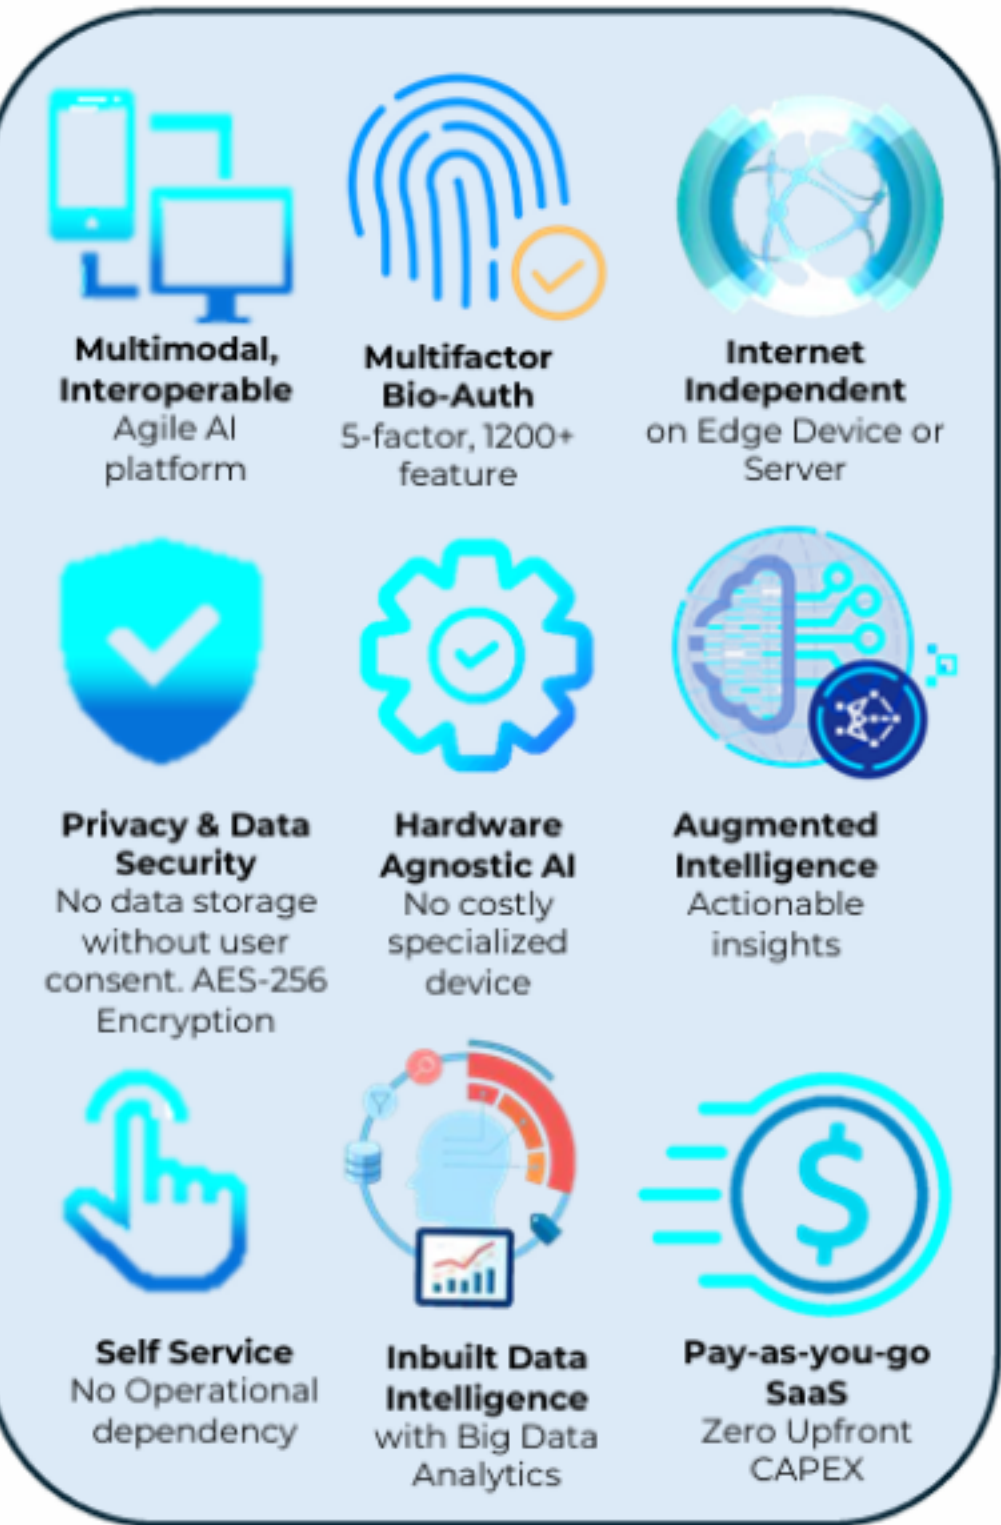 Multimodal,
Interoperable
Agile AI
platform
Multifactor
Bio-Auth
5-factor, 1200+
feature
Internet
Independent
on Edge Device or
Server
Privacy & Data
Security
No data storage
without user
consent. AES-256
Encryption
Hardware
Agnostic AI
No costly
specialized
device
Augmented
Intelligence
Actionable
insights
Self Service
No Operational
dependency
Inbuilt Data
Intelligence
with Big Data
Analytics
$
Pay-as-you-go
SaaS
Zero Upfront
CAPEX